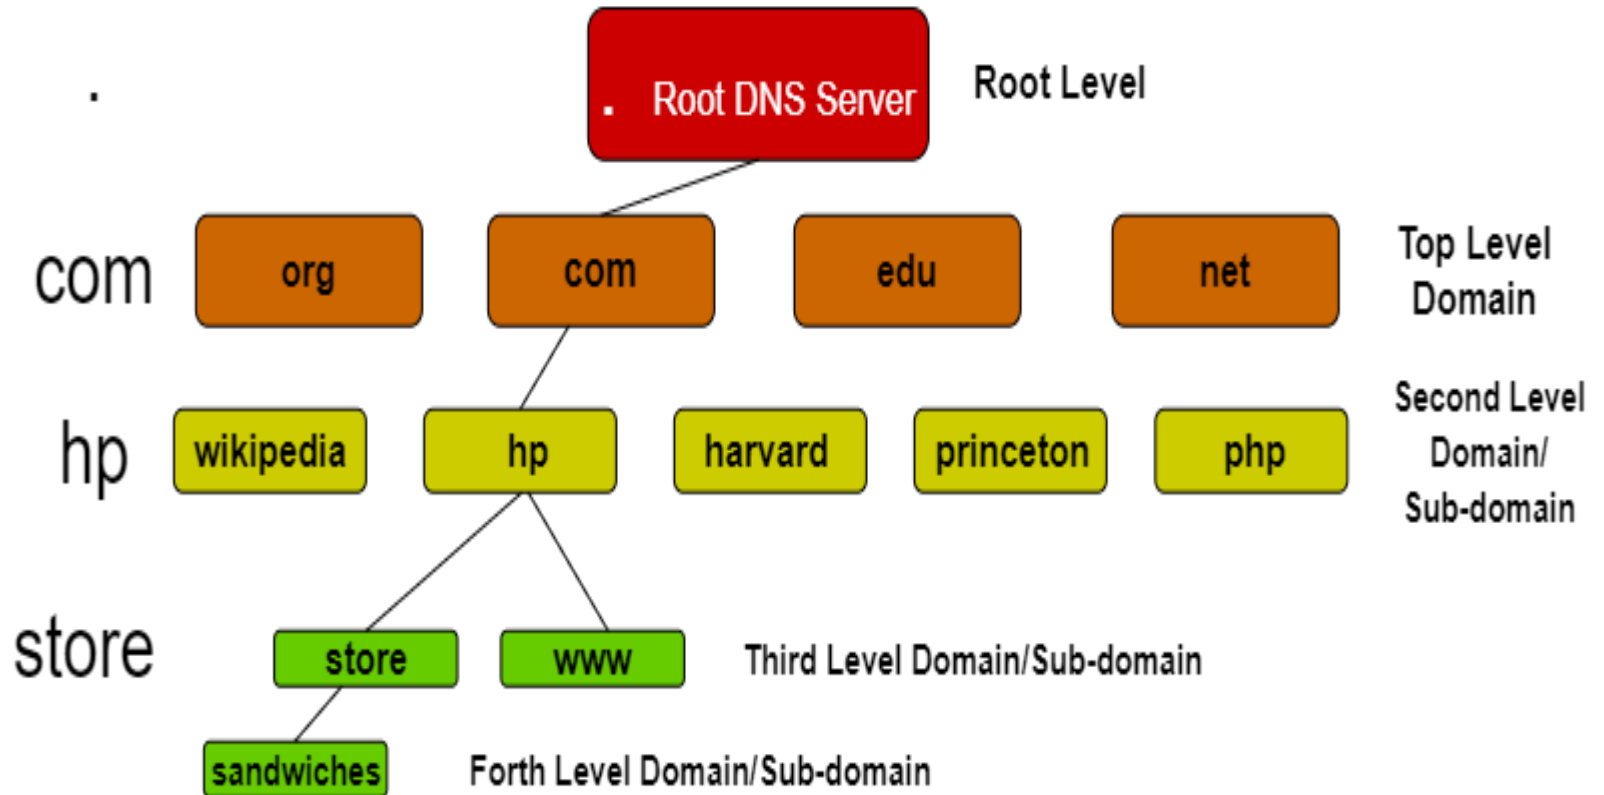 .
. Root DNS Server
Root Level
com
org
com
edu
net
Top Level
Domain
hp
wikipedia
hp
harvard
princeton
php
Second Level
Domain/
Sub-domain
store
store
www
Third Level Domain/Sub-domain
sandwiches
Forth Level Domain/Sub-domain